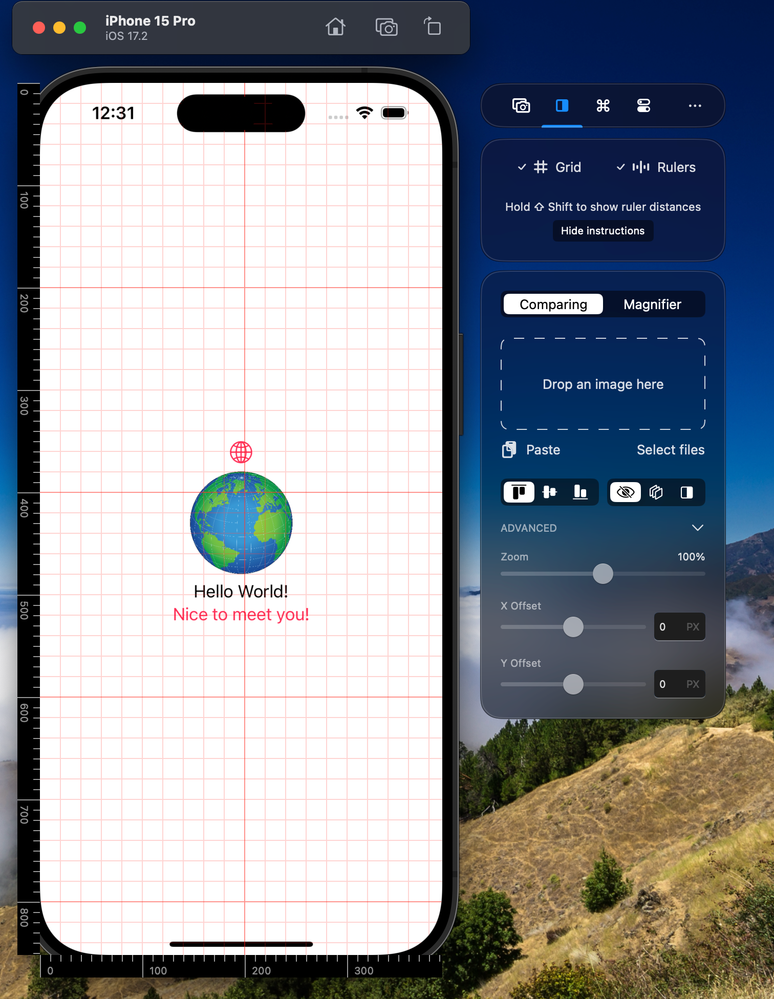 iPhone 15 Pro
iOS 17.2
12:31
0
100
200
300
400
500
600
700
800
Hello World!
Nice to meet you!
0 100 200 300
Grid Rulers
Hold ⇧ Shift to show ruler distances
Hide instructions
Comparing Magnifier
Drop an image here
Paste Select files
ADVANCED
Zoom 100%
X Offset
0 PX
Y Offset
0 PX